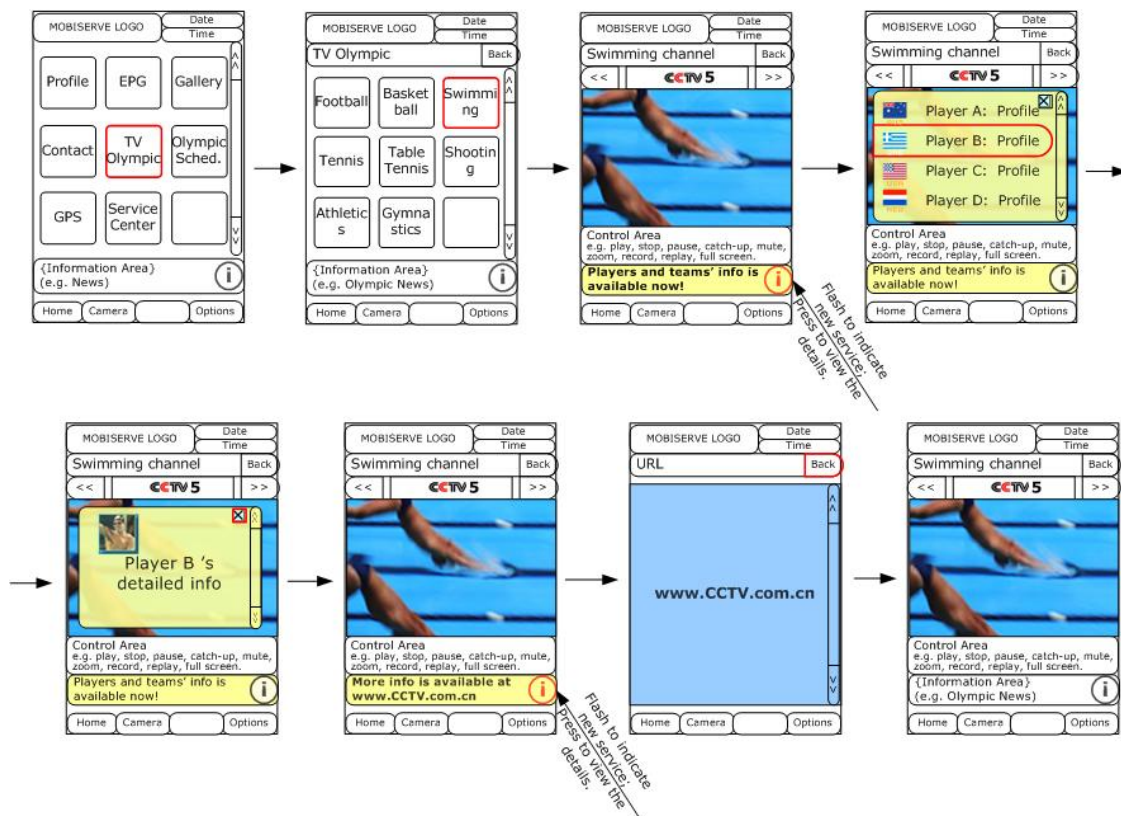 MOBISERVE LOGO
Date
Time
Profile
EPG
Gallery
Contact
TV
Olympic
Olympic
Sched.
GPS
Service
Center
{Information Area}
(e.g. News)
i
Home
Camera
Options
MOBISERVE LOGO
Date
Time
TV Olympic
Back
Football
Basket
ball
Swimmi
ng
Tennis
Table
Tennis
Shootin
g
Athletic
s
Gymna
stics
{Information Area}
(e.g. Olympic News)
i
Home
Camera
Options
MOBISERVE LOGO
Date
Time
Swimming channel
Back
<<
CCTV 5
>>
Control Area
e.g. play, stop, pause, catch-up, mute,
zoom, record, replay, full screen.
Players and teams' info is
available now!
i
Home
Camera
Options
Flash to indicate
new service;
Press to view the
details.
MOBISERVE LOGO
Date
Time
Swimming channel
Back
<<
CCTV 5
>>
Player A: Profile
Player B: Profile
Player C: Profile
Player D: Profile
Control Area
e.g. play, stop, pause, catch-up, mute,
zoom, record, replay, full screen.
Players and teams' info is
available now!
i
Home
Camera
Options
MOBISERVE LOGO
Date
Time
Swimming channel
Back
<<
CCTV 5
>>
Player B 's
detailed info
Control Area
e.g. play, stop, pause, catch-up, mute,
zoom, record, replay, full screen.
Players and teams' info is
available now!
i
Home
Camera
Options
MOBISERVE LOGO
Date
Time
Swimming channel
Back
<<
CCTV 5
>>
Control Area
e.g. play, stop, pause, catch-up, mute,
zoom, record, replay, full screen.
More info is available at
www.CCTV.com.cn
i
Home
Camera
Options
Flash to indicate
new service;
Press to view the
details.
MOBISERVE LOGO
Date
Time
URL
Back
www.CCTV.com.cn
Home
Camera
Options
MOBISERVE LOGO
Date
Time
Swimming channel
Back
<<
CCTV 5
>>
Control Area
e.g. play, stop, pause, catch-up, mute,
zoom, record, replay, full screen.
{Information Area}
(e.g. Olympic News)
i
Home
Camera
Options